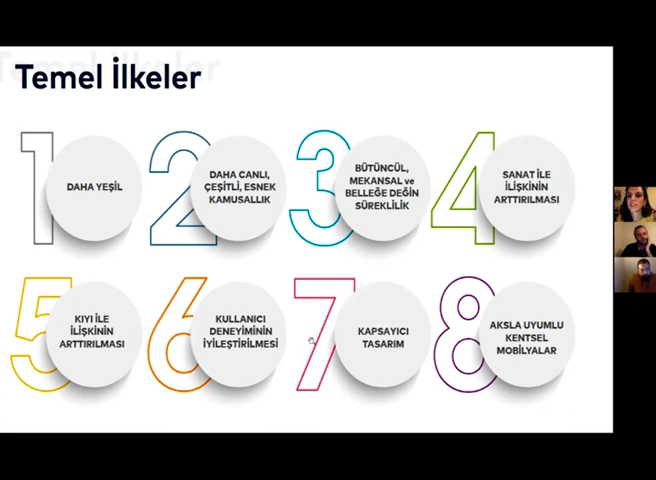 Temel İlkeler
1
DAHA YEŞİL
2
DAHA CANLI,
ÇEŞİTLİ, ESNEK
KAMUSALLIK
3
BÜTÜNCÜL,
MEKANSAL ve
BELLEĞE DEĞİN
SÜREKLİLİK
4
SANAT İLE
İLİŞKİNİN
ARTTIRILMASI
5
KIYI İLE
İLİŞKİNİN
ARTTIRILMASI
6
KULLANICI
DENEYİMİNİN
İYİLEŞTİRİLMESİ
7
KAPSAYICI
TASARIM
8
AKSLA UYUMLU
KENTSEL
MOBİLYALAR